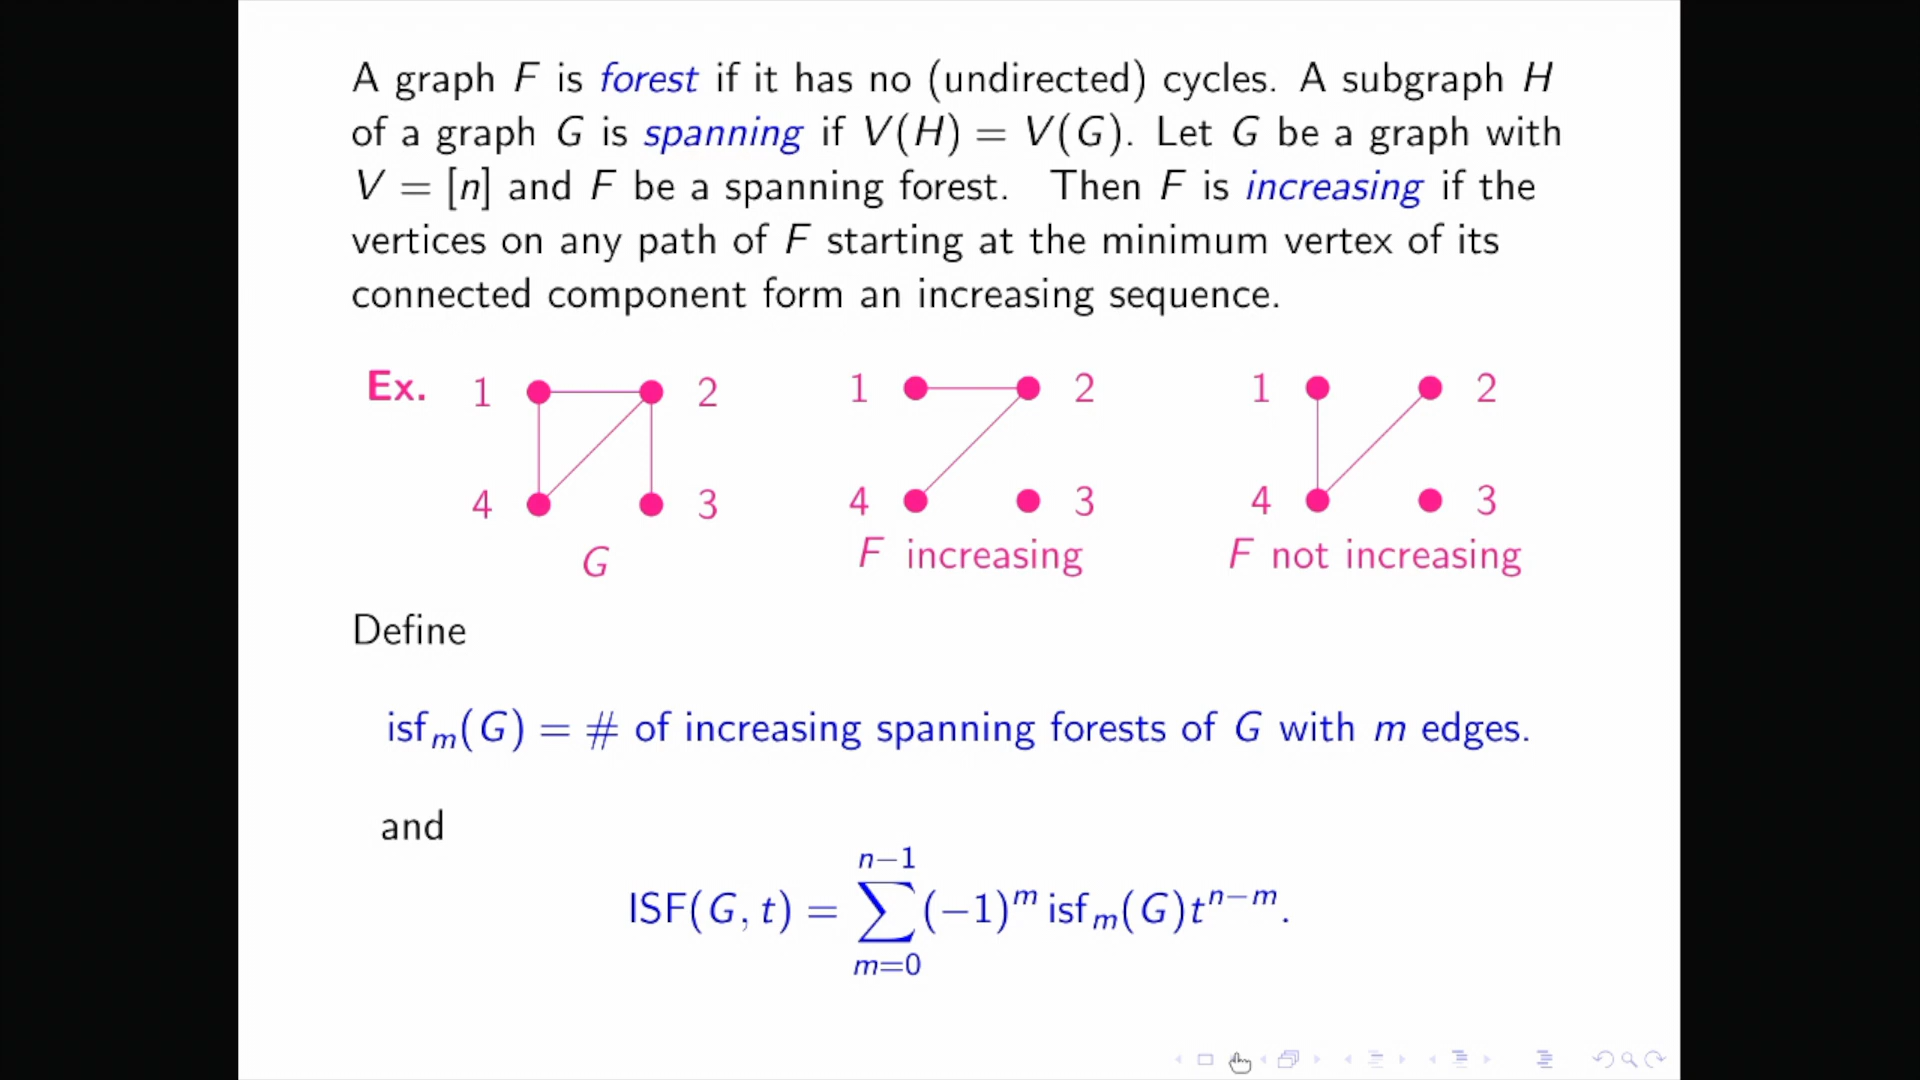 A graph F is forest if it has no (undirected) cycles. A subgraph H
of a graph G is spanning if V(H) = V(G). Let G be a graph with
V = [n] and F be a spanning forest. Then F is increasing if the
vertices on any path of F starting at the minimum vertex of its
connected component form an increasing sequence.
Ex. 1 2 1 2 1 2
4 3 4 3 4 3
G F increasing F not increasing
Define
isf_m(G) = # of increasing spanning forests of G with m edges.
and
ISF(G, t) = ∑_{m=0}^{n−1} (−1)^m isf_m(G)t^{n−m}.